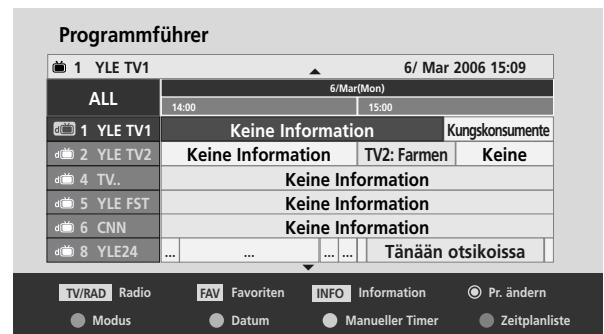 Programmführer
1 YLE TV1 6/ Mar 2006 15:09
ALL 6/Mar(Mon)
14:00 15:00
1 YLE TV1 Keine Information Kungskonsumente
2 YLE TV2 Keine Information TV2: Farmen Keine
4 TV.. Keine Information
5 YLE FST Keine Information
6 CNN Keine Information
8 YLE24 ... ... ... ... Tänään otsikoissa
TV/RAD Radio FAV Favoriten INFO Information Pr. ändern
Modus Datum Manueller Timer Zeitplanliste